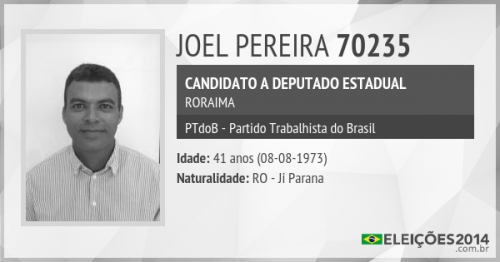 JOEL PEREIRA 70235
CANDIDATO A DEPUTADO ESTADUAL
RORAIMA
PTdoB - Partido Trabalhista do Brasil
Idade: 41 anos (08-08-1973)
Naturalidade: RO - Ji Parana
ELEIÇÕES2014
.com.br